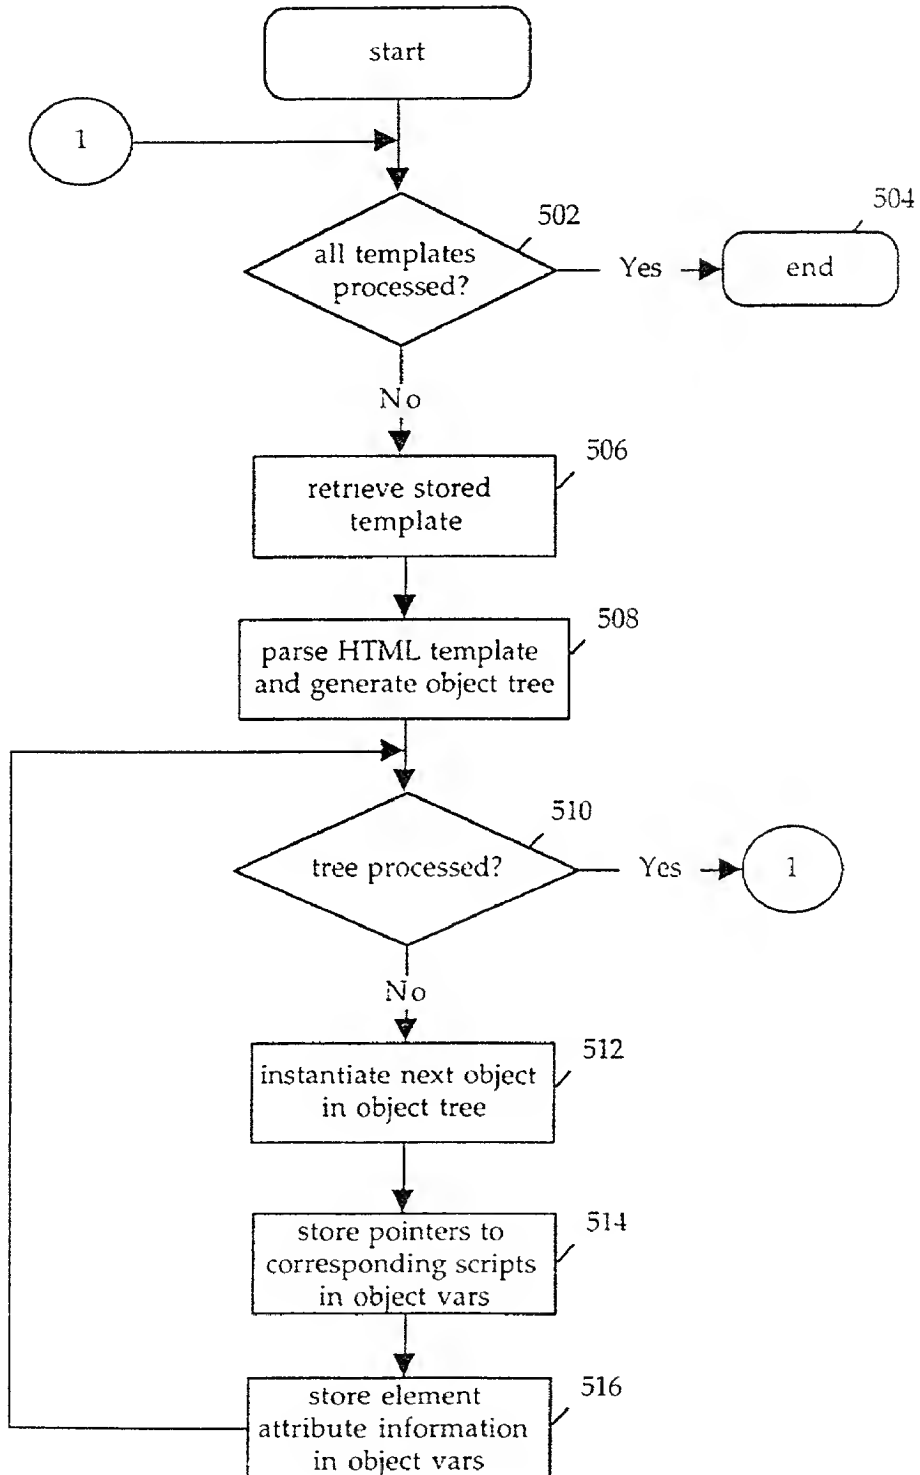 start
1
502
504
all templates
processed?
Yes
end
No
506
retrieve stored
template
508
parse HTML template
and generate object tree
510
tree processed?
Yes
1
No
512
instantiate next object
in object tree
514
store pointers to
corresponding scripts
in object vars
516
store element
attribute information
in object vars